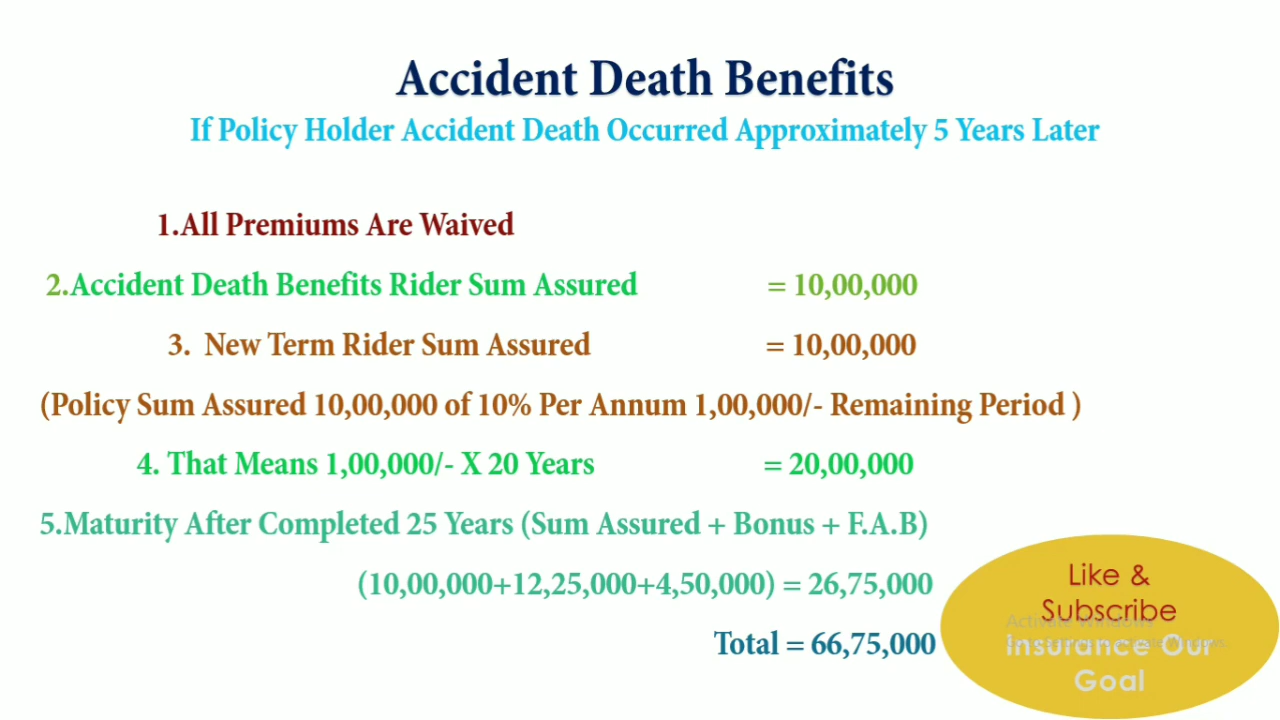 Accident Death Benefits
If Policy Holder Accident Death Occurred Approximately 5 Years Later
1.All Premiums Are Waived
2.Accident Death Benefits Rider Sum Assured = 10,00,000
3. New Term Rider Sum Assured = 10,00,000
(Policy Sum Assured 10,00,000 of 10% Per Annum 1,00,000/- Remaining Period )
4. That Means 1,00,000/- X 20 Years = 20,00,000
5.Maturity After Completed 25 Years (Sum Assured + Bonus + F.A.B)
(10,00,000+12,25,000+4,50,000) = 26,75,000
Total = 66,75,000
Like &
Subscribe
Activate Windows
Insurance Our
Goal